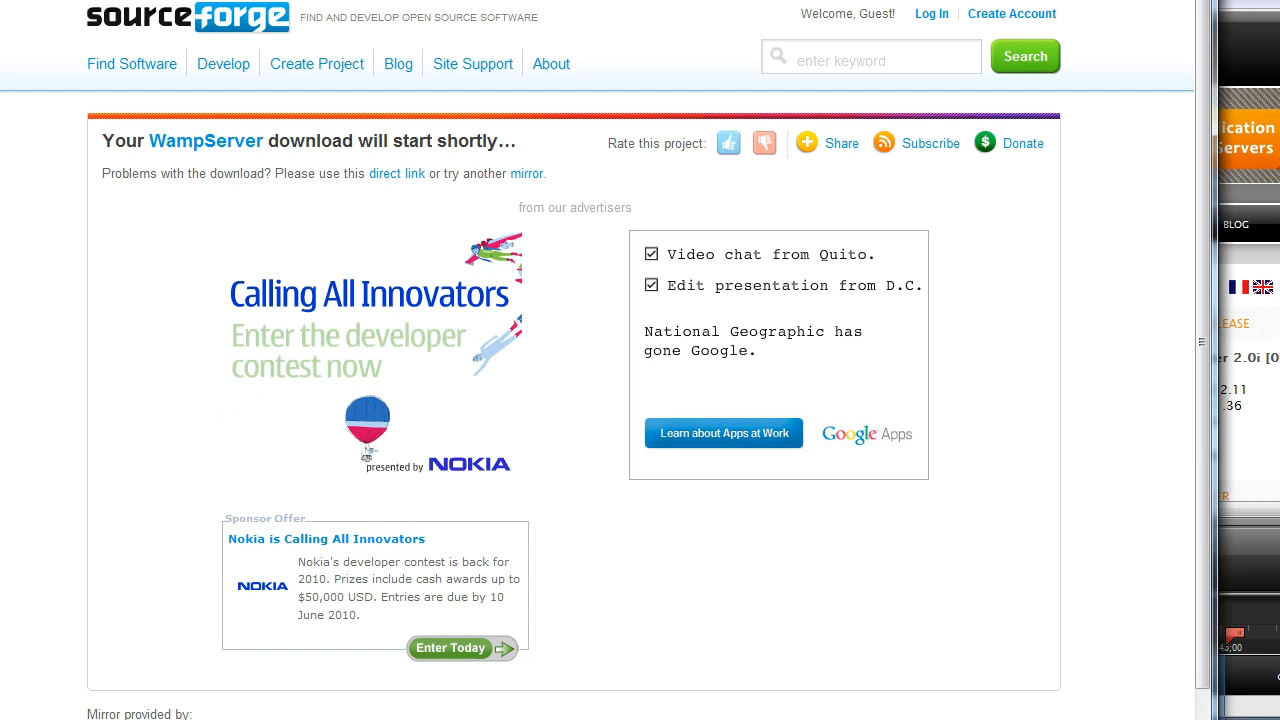 sourceforge FIND AND DEVELOP OPEN SOURCE SOFTWARE
Welcome, Guest! Log In Create Account
Find Software Develop Create Project Blog Site Support About
enter keyword Search
Your WampServer download will start shortly...
Rate this project: Share Subscribe $ Donate
Problems with the download? Please use this direct link or try another mirror.
from our advertisers
Calling All Innovators
Enter the developer
contest now
presented by NOKIA
Video chat from Quito.
Edit presentation from D.C.
National Geographic has
gone Google.
Learn about Apps at Work Google Apps
Sponsor Offer
Nokia is Calling All Innovators
NOKIA
Nokia's developer contest is back for
2010. Prizes include cash awards up to
$50,000 USD. Entries are due by 10
June 2010.
Enter Today
Mirror provided by:
lication
Servers
BLOG
LEASE
er 2.0i [0
2.11
.36
ER
45;00